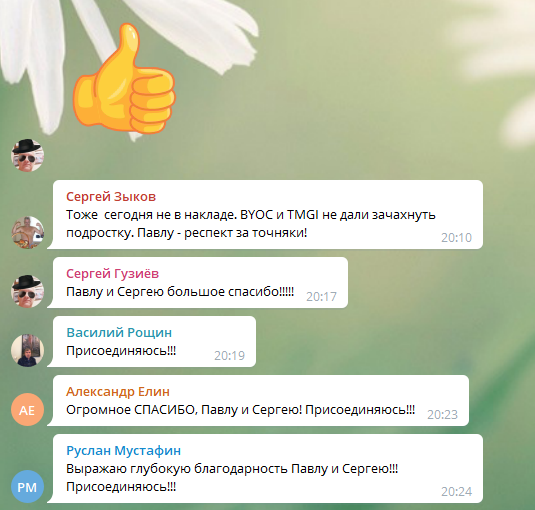 Сергей Зыков
Тоже сегодня не в накладе. BYOC и TMGI не дали зачахнуть
подростку. Павлу - респект за точняки!
20:10
Сергей Гузиёв
Павлу и Сергею большое спасибо!!!!!
20:17
Василий Рощин
Присоединяюсь!!!
20:19
АЕ
Александр Елин
Огромное СПАСИБО, Павлу и Сергею! Присоединяюсь!!!
20:23
РМ
Руслан Мустафин
Выражаю глубокую благодарность Павлу и Сергею!!!
Присоединяюсь!!!
20:24